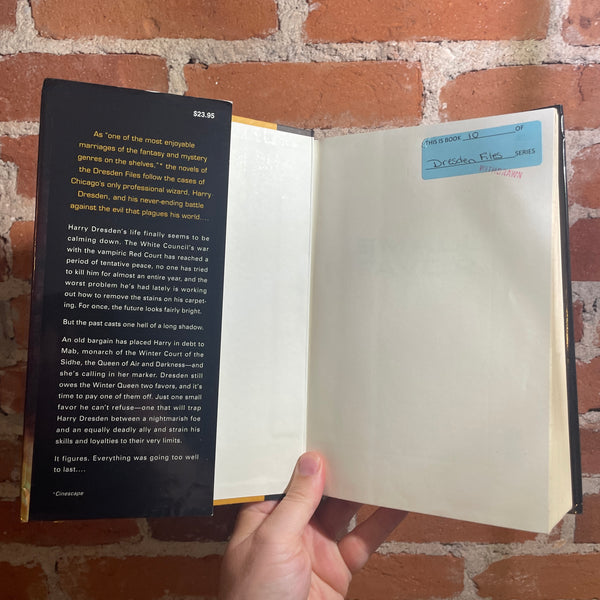 $23.95
As "one of the most enjoyable
marriages of the fantasy and mystery
genres on the shelves,"* the novels of
the Dresden Files follow the cases of
Chicago's only professional wizard, Harry
Dresden, and his never-ending battle
against the evil that plagues his world....
Harry Dresden's life finally seems to be
calming down. The White Council's war
with the vampiric Red Court has reached a
period of tentative peace, no one has tried
to kill him for almost an entire year, and the
worst problem he's had lately is working
out how to remove the stains on his carpet-
ing. For once, the future looks fairly bright.
But the past casts one hell of a long shadow.
An old bargain has placed Harry in debt to
Mab, monarch of the Winter Court of the
Sidhe, the Queen of Air and Darkness—and
she's calling in her marker. Dresden still
owes the Winter Queen two favors, and it's
time to pay one of them off. Just one small
favor he can't refuse—one that will trap
Harry Dresden between a nightmarish foe
and an equally deadly ally and strain his
skills and loyalties to their very limits.
It figures. Everything was going too well
to last....
*Cinescape
THIS IS BOOK 10 OF
Dresden Files SERIES
WITHDRAWN